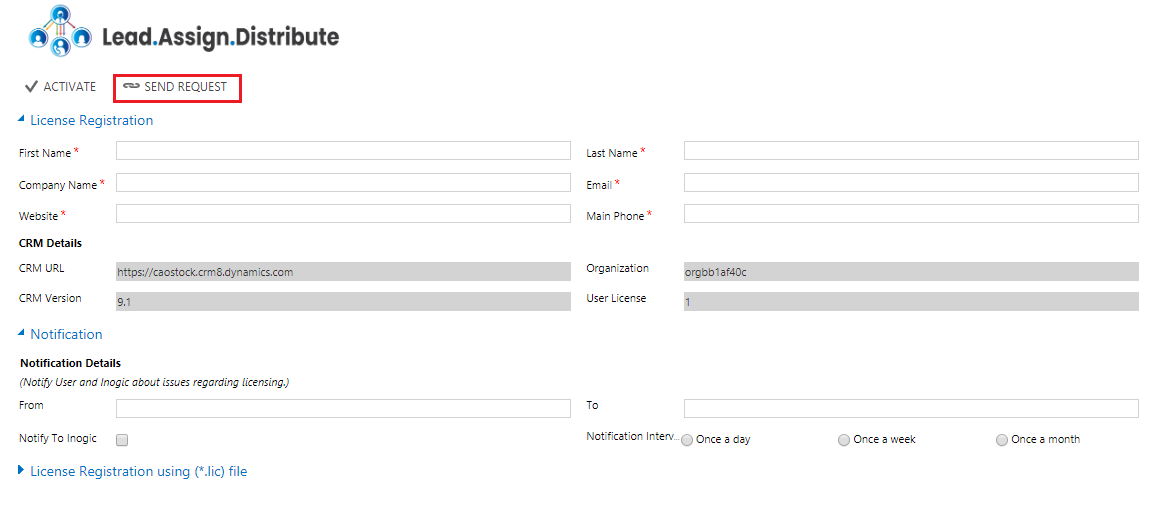 Lead.Assign.Distribute
ACTIVATE SEND REQUEST
License Registration
First Name * Last Name *
Company Name * Email *
Website * Main Phone *
CRM Details
CRM URL https://caostock.crm8.dynamics.com Organization orgbb1af40c
CRM Version 9.1 User License 1
Notification
Notification Details
(Notify User and Inogic about issues regarding licensing.)
From To
Notify To Inogic Notification Interv... Once a day Once a week Once a month
License Registration using (*.lic) file